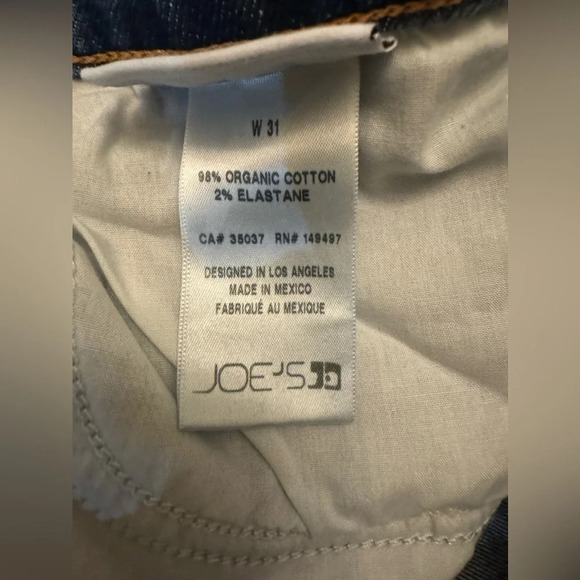 W 31
98% ORGANIC COTTON
2% ELASTANE
CA# 35037 RN# 149497
DESIGNED IN LOS ANGELES
MADE IN MEXICO
FABRIQUÉ AU MEXIQUE
JOE'S